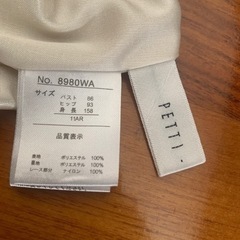 No. 8980WA
サイズ
バスト 86
ヒップ 93
身長 158
11AR
品質表示
表地 ポリエステル 100%
裏地 ポリエステル 100%
レース部分 ナイロン 100%
PETTI.